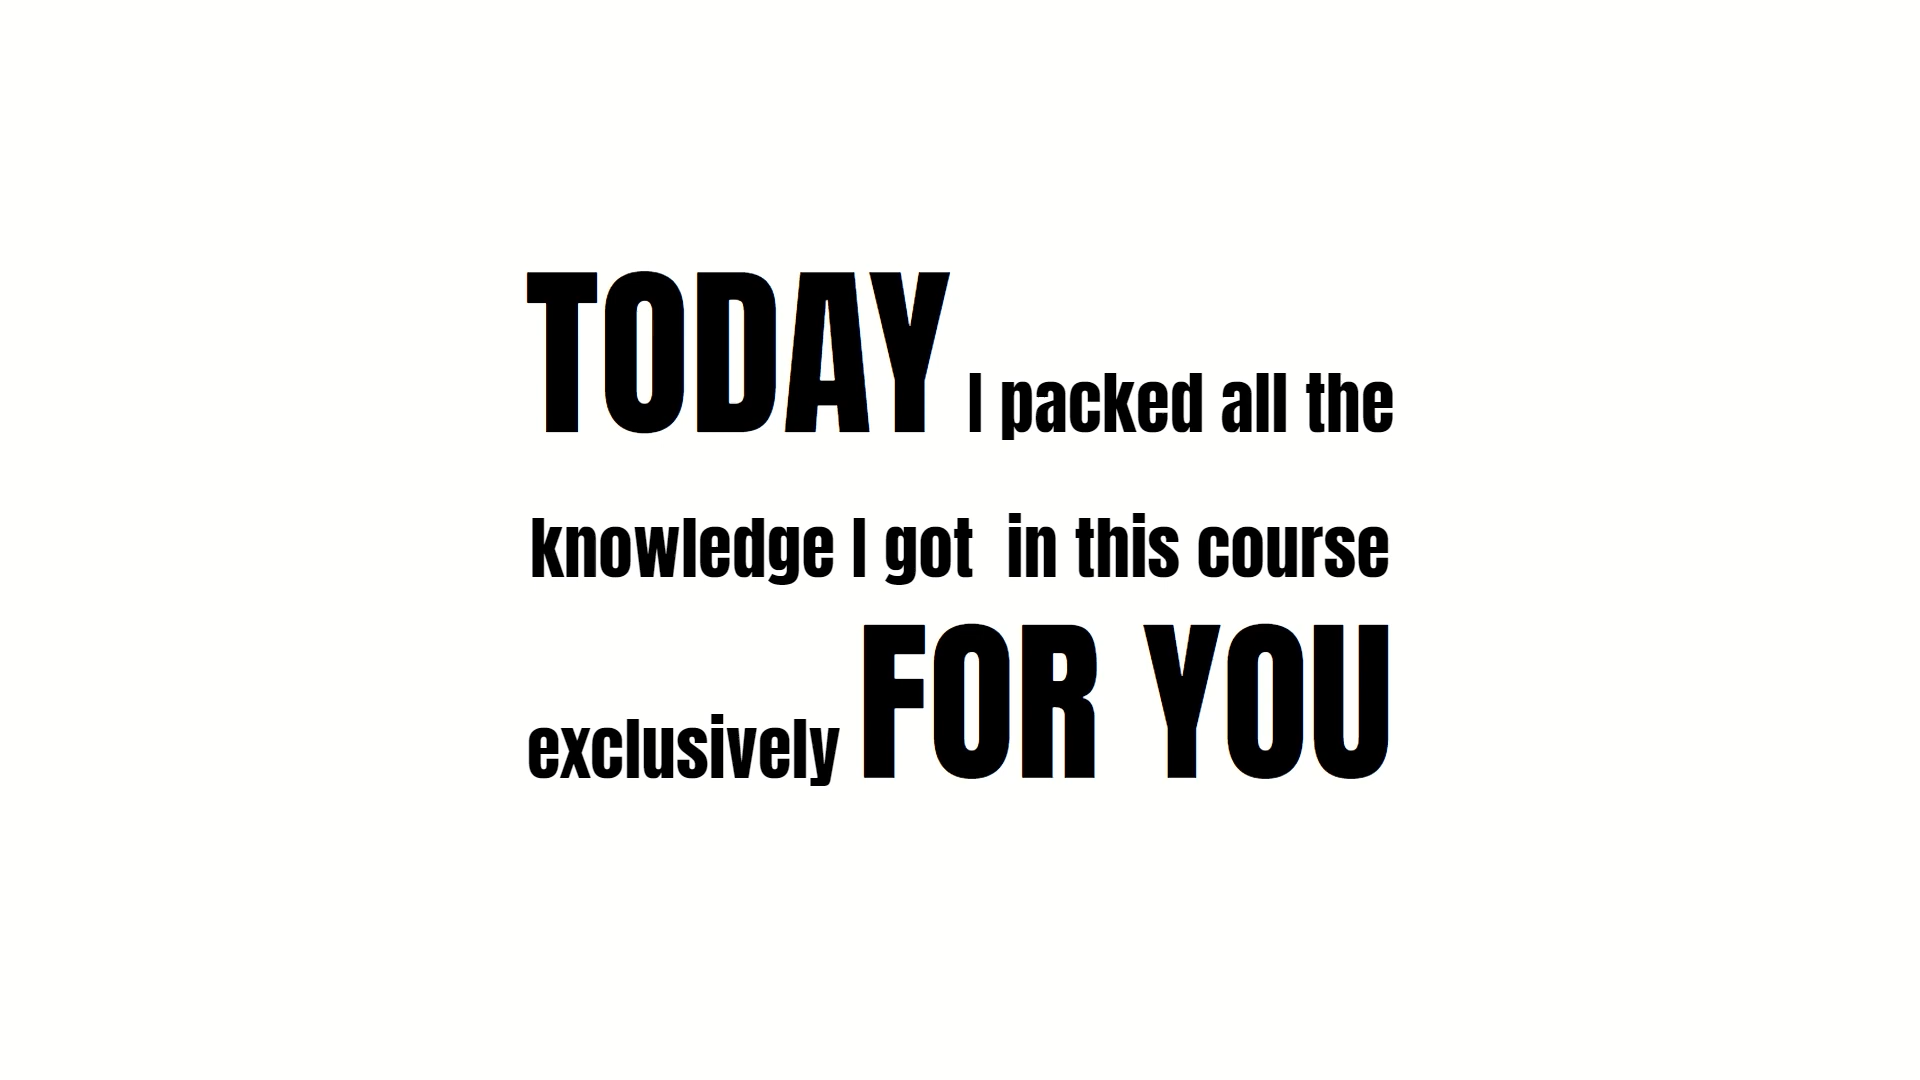 TODAY I packed all the
knowledge I got  in this course
exclusively FOR YOU